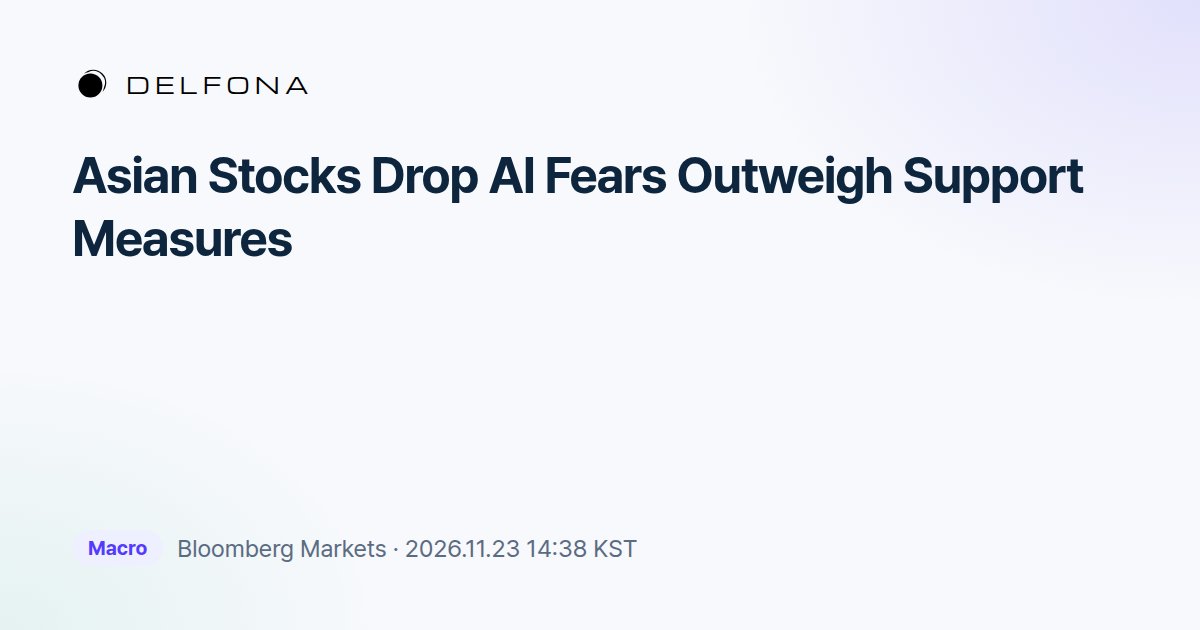 DELFONA
Asian Stocks Drop AI Fears Outweigh Support
Measures
Macro Bloomberg Markets · 2026.11.23 14:38 KST